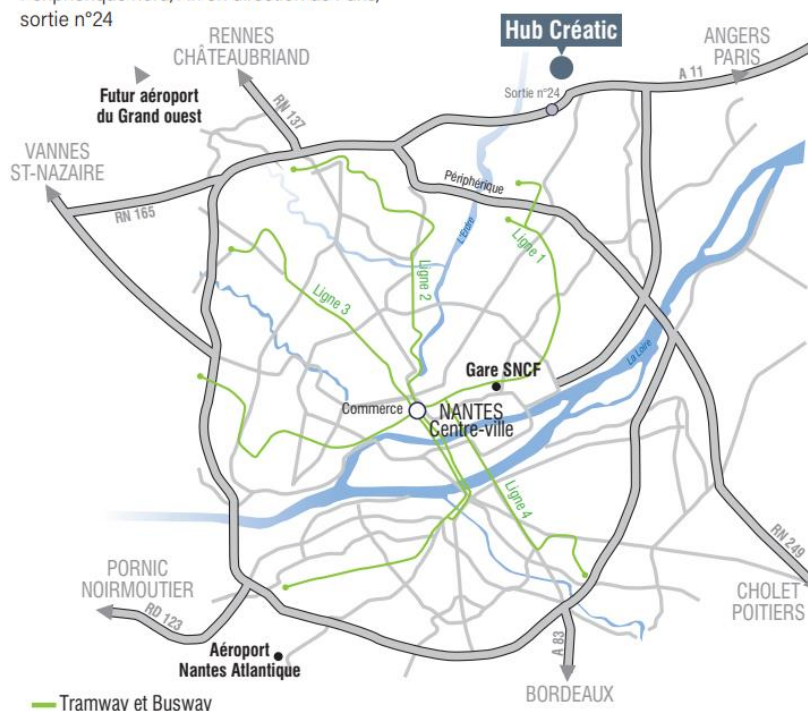 sortie n°24
Hub Créatic
RENNES
CHÂTEAUBRIAND
ANGERS
PARIS
A 11
Sortie n°24
Futur aéroport
du Grand ouest
RN 137
VANNES
ST-NAZAIRE
Périphérique
RN 165
L'Erdre
Ligne 1
Ligne 2
Ligne 3
La Loire
Gare SNCF
Commerce
NANTES
Centre-ville
Ligne 4
RN 249
PORNIC
NOIRMOUTIER
CHOLET
POITIERS
RD 123
A 83
Aéroport
Nantes Atlantique
BORDEAUX
Tramway et Busway